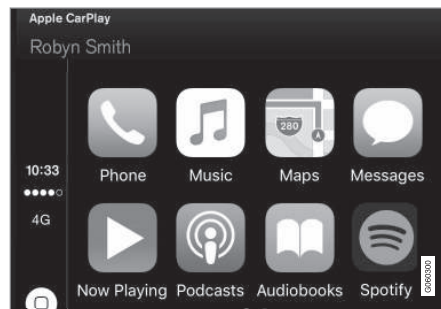 Apple CarPlay
Robyn Smith
280
10:33
4G
Phone Music Maps Messages
Now Playing Podcasts Audiobooks Spotify
G060300